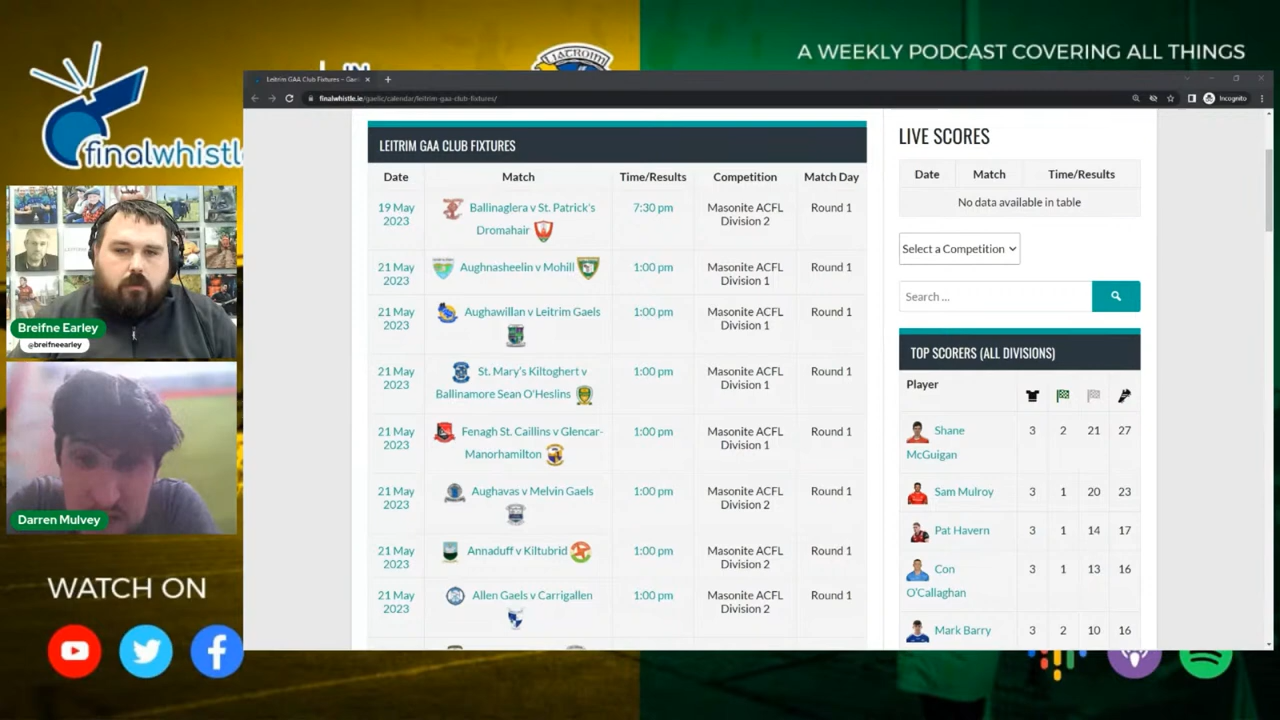 A WEEKLY PODCAST COVERING ALL THINGS
LEITRIM
finalwhistl
Leitrim GAA Club Fixtures - Gaeli
finalwhistle.ie/gaelic/calendar/leitrim-gaa-club-fixtures/
Incognito
Breifne Earley
@breifneearley
Darren Mulvey
WATCH ON
LEITRIM GAA CLUB FIXTURES
Date Match Time/Results Competition Match Day
19 May Ballinaglera v St. Patrick's 7:30 pm Masonite ACFL Round 1
2023 Dromahair Division 2
21 May Aughnasheelin v Mohill 1:00 pm Masonite ACFL Round 1
2023 Division 1
21 May Aughawillan v Leitrim Gaels 1:00 pm Masonite ACFL Round 1
2023 Division 1
21 May St. Mary's Kiltoghert v 1:00 pm Masonite ACFL Round 1
2023 Ballinamore Sean O'Heslins Division 1
21 May Fenagh St. Caillins v Glencar- 1:00 pm Masonite ACFL Round 1
2023 Manorhamilton Division 1
21 May Aughavas v Melvin Gaels 1:00 pm Masonite ACFL Round 1
2023 Division 2
21 May Annaduff v Kiltubrid 1:00 pm Masonite ACFL Round 1
2023 Division 2
21 May Allen Gaels v Carrigallen 1:00 pm Masonite ACFL Round 1
2023 Division 2
LIVE SCORES
Date Match Time/Results
No data available in table
Select a Competition
Search ...
TOP SCORERS (ALL DIVISIONS)
Player
Shane 3 2 21 27
McGuigan
Sam Mulroy 3 1 20 23
Pat Havern 3 1 14 17
Con 3 1 13 16
O'Callaghan
Mark Barry 3 2 10 16